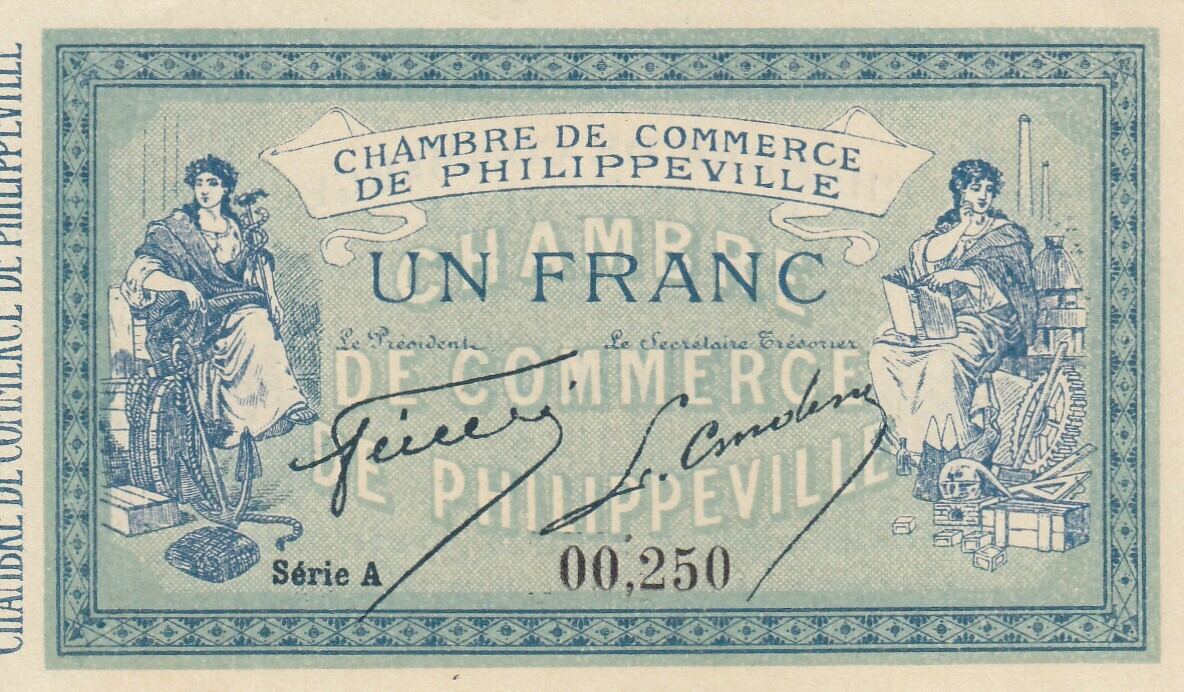 CHAMBRE DE COMMERCE DE PHILIPPEVILLE
CHAMBRE DE COMMERCE
DE PHILIPPEVILLE
CHAMBRE
UN FRANC
Le Président
Le Secrétaire Trésorier
DE COMMERCE
DE PHILIPPEVILLE
Série A
00,250